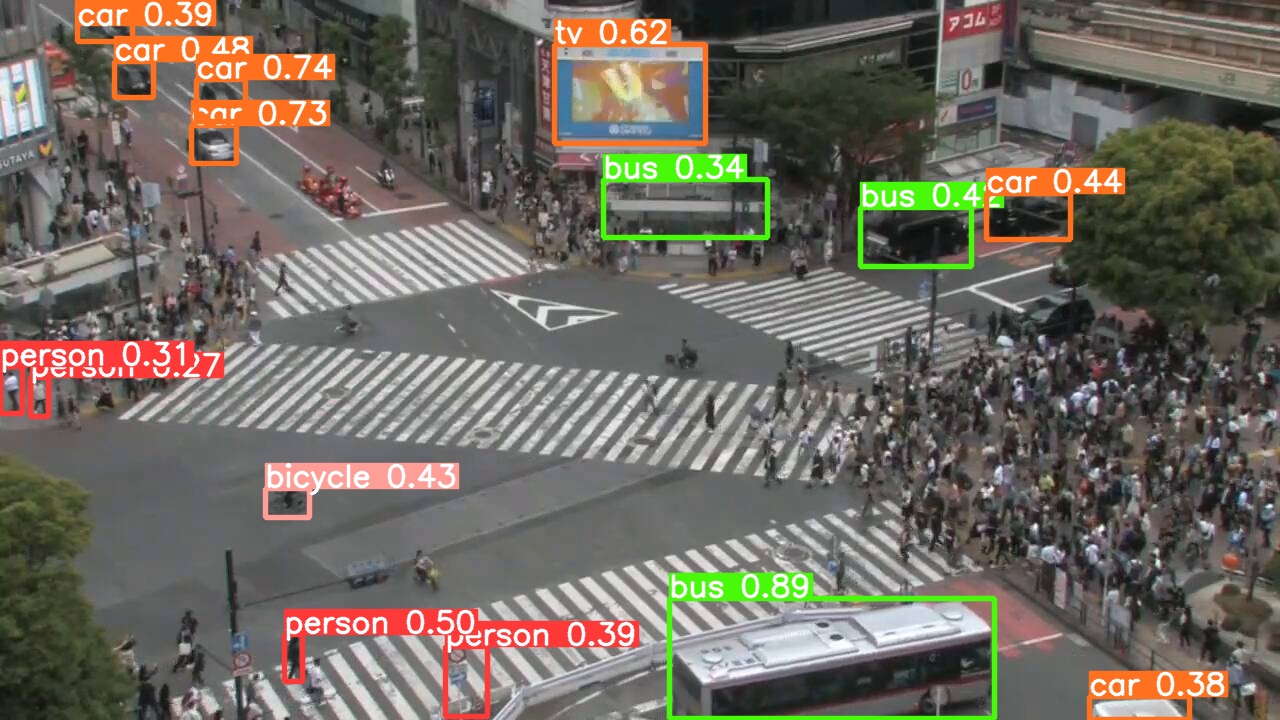 car 0.39
car 0.48
car 0.74
car 0.73
tv 0.62
アコム
bus 0.34
bus 0.42
car 0.44
person 0.31
person 0.27
bicycle 0.43
bus 0.89
person 0.50
person 0.39
car 0.38